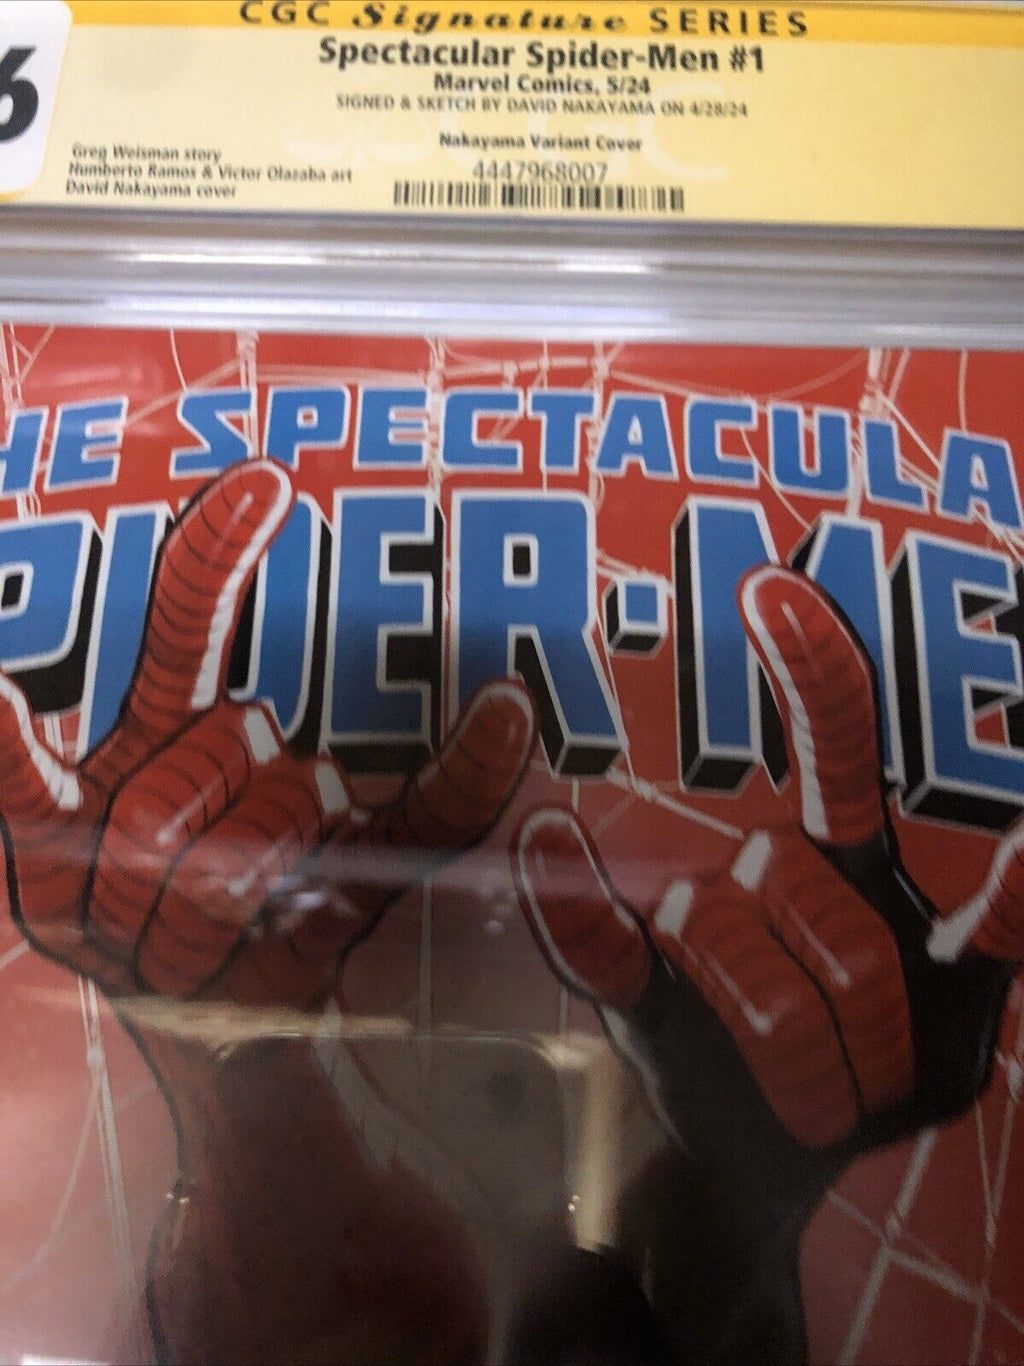 CGC Signature SERIES
6
Spectacular Spider-Men #1
Marvel Comics, 5/24
SIGNED & SKETCH BY DAVID NAKAYAMA ON 4/28/24
Nakayama Variant Cover
4447968007
Greg Weisman story
Humberto Ramos & Victor Olazaba art
David Nakayama cover
HE SPECTACULA
PIDER-ME